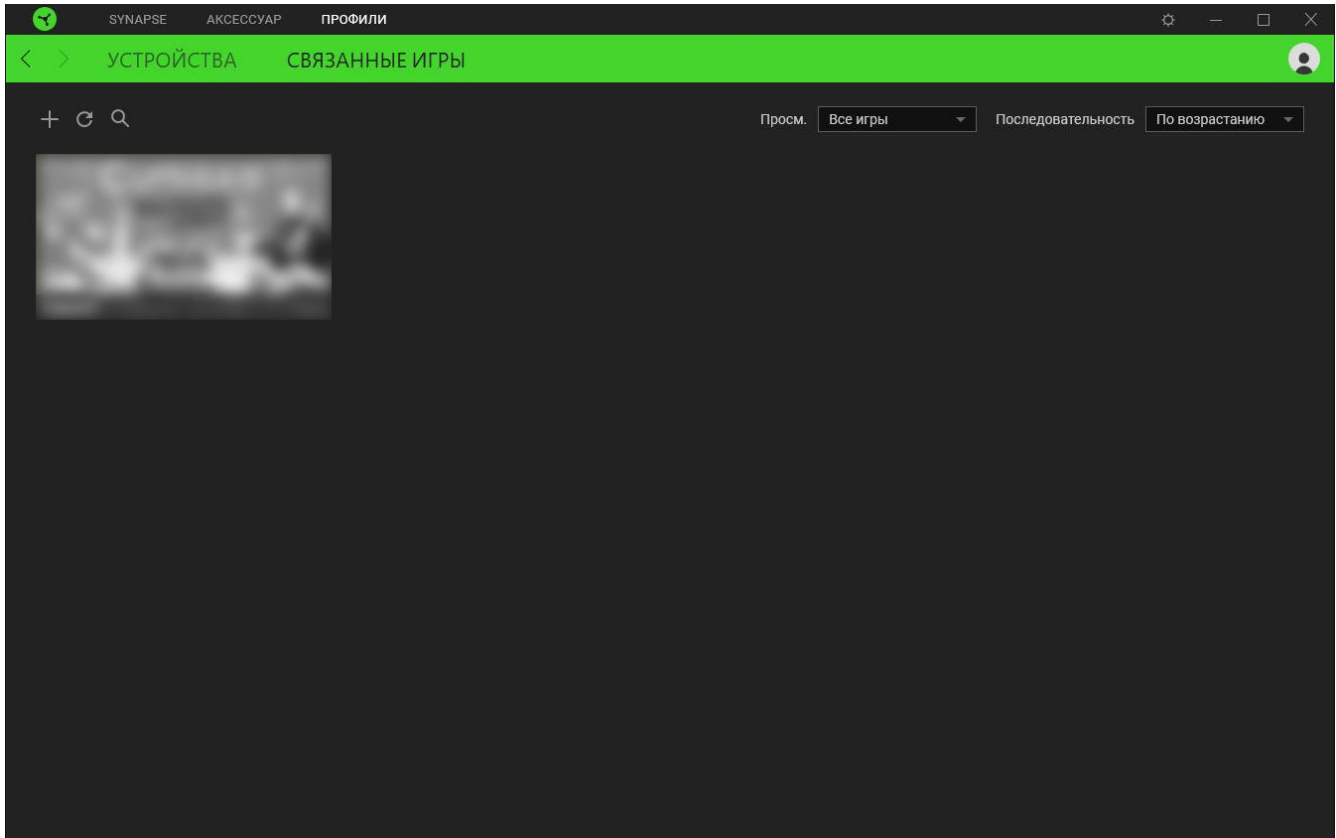 SYNAPSE АКСЕССУАР ПРОФИЛИ
УСТРОЙСТВА СВЯЗАННЫЕ ИГРЫ
Просм. Все игры Последовательность По возрастанию